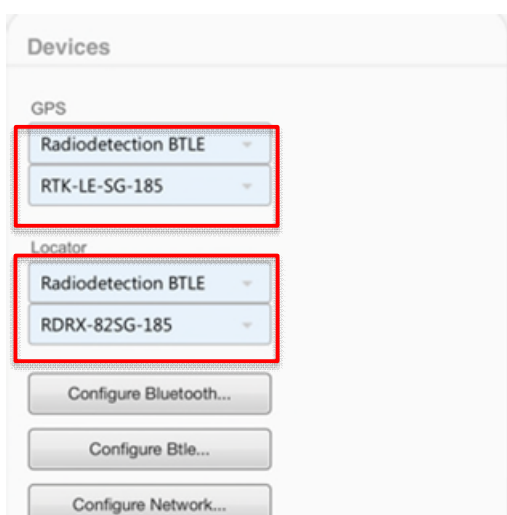 Devices
GPS
Radiodetection BTLE
RTK-LE-SG-185
Locator
Radiodetection BTLE
RDRX-82SG-185
Configure Bluetooth...
Configure Btle...
Configure Network...